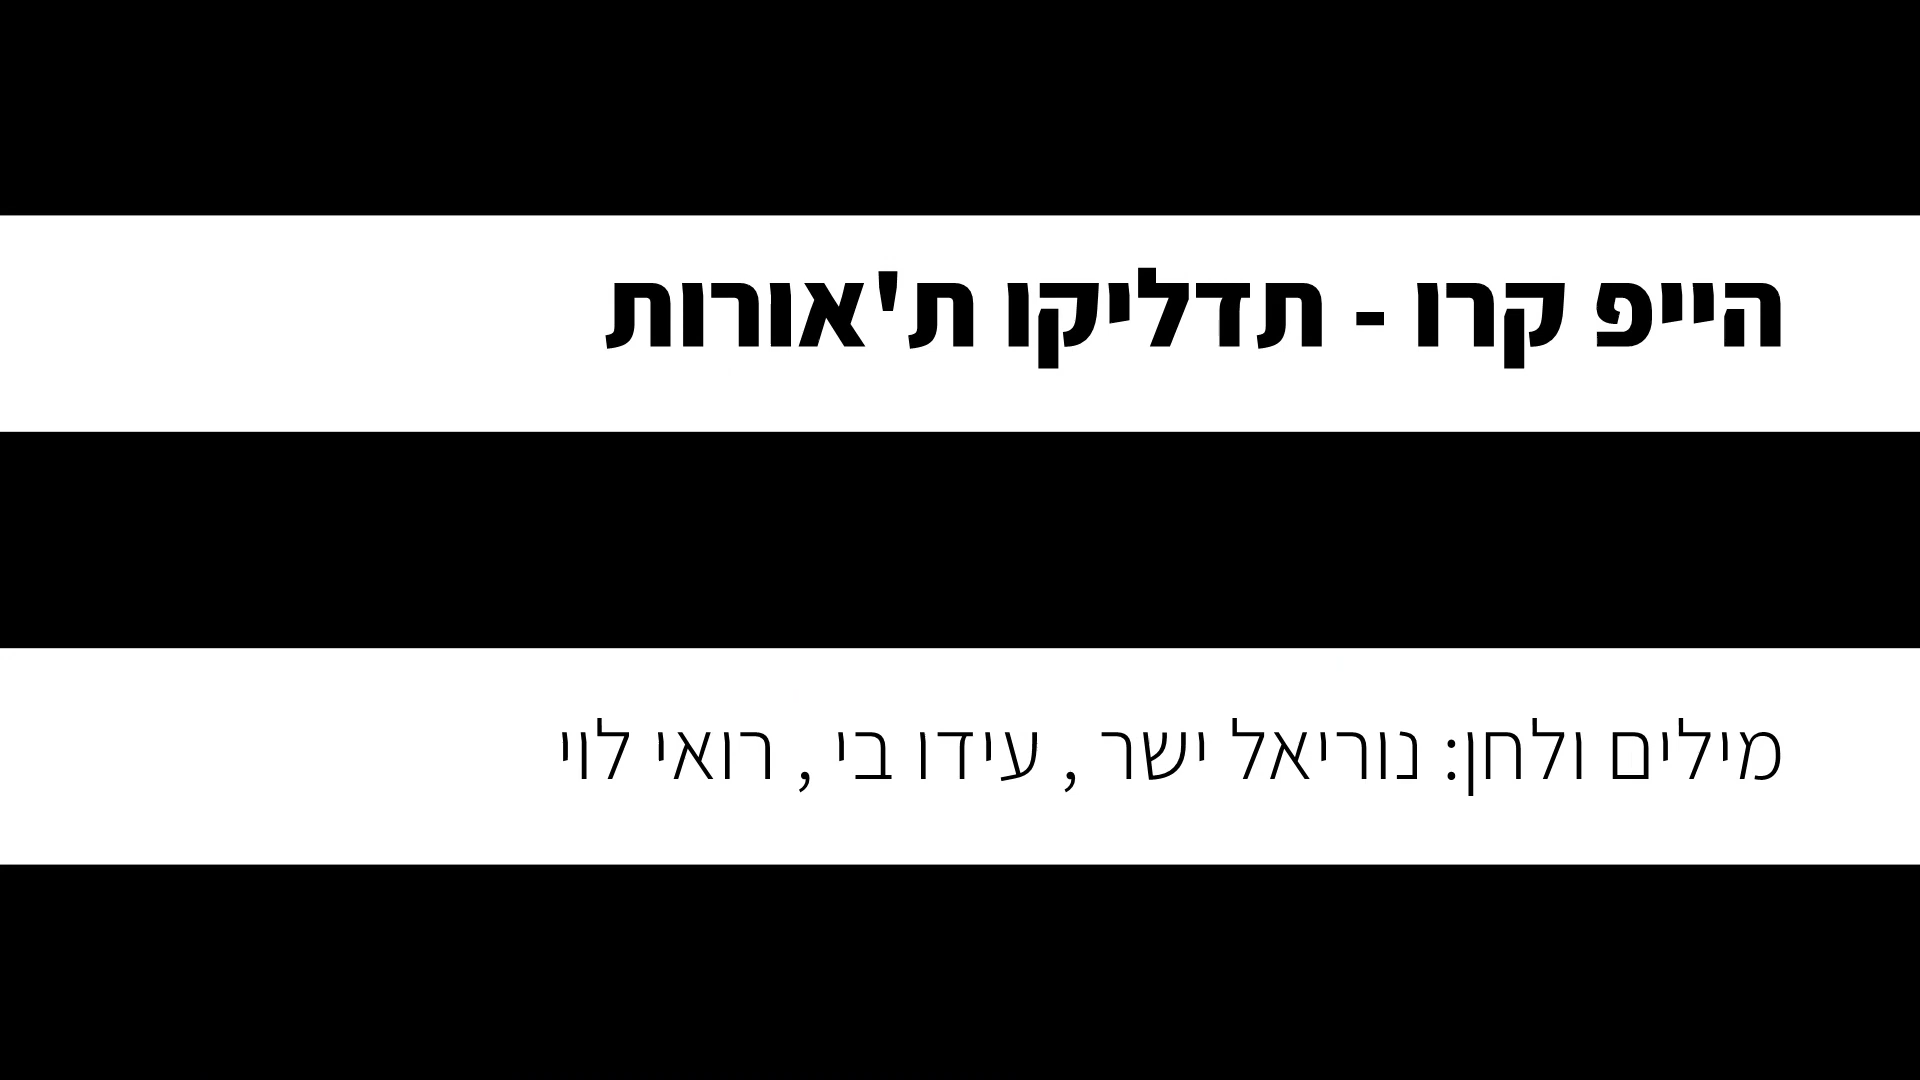 הייפ קרו - תדליקו ת'אורות
מילים ולחן: נוריאל ישר , עידו בי , רואי לוי